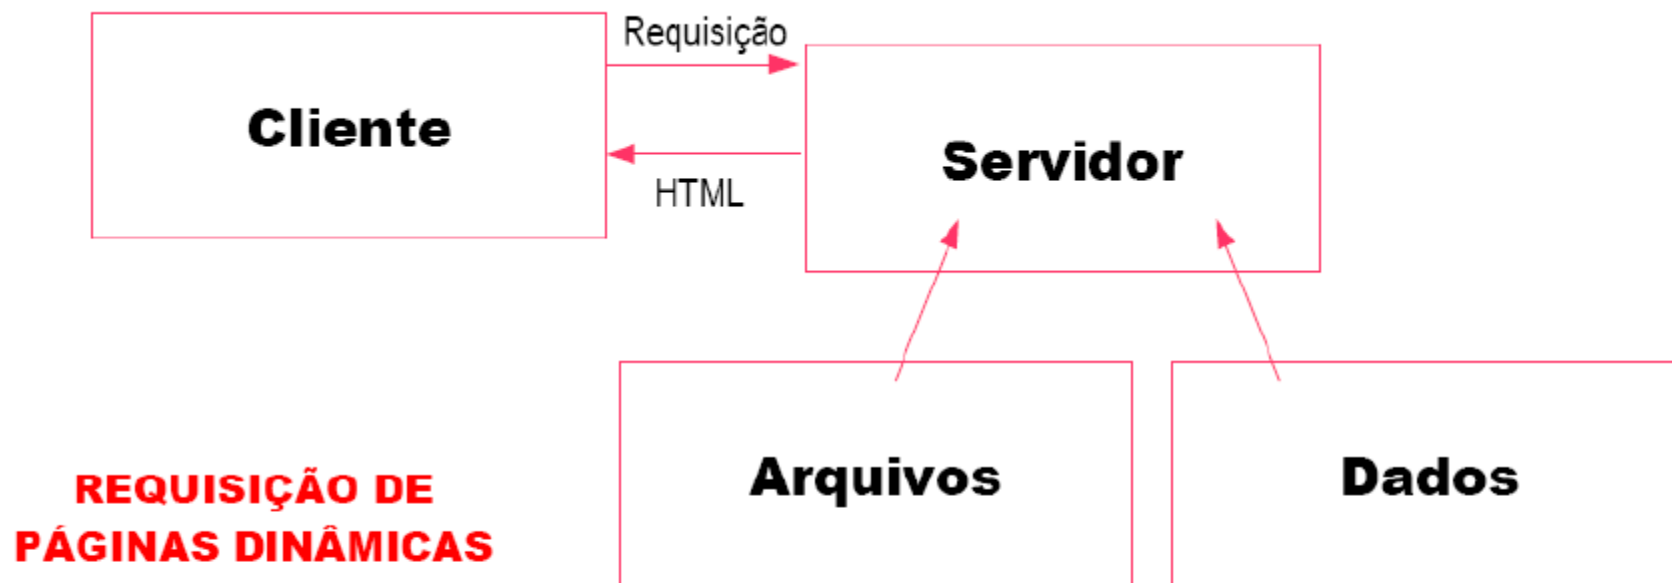 Requisição
Cliente
Servidor
HTML
Arquivos
Dados
REQUISIÇÃO DE
PÁGINAS DINÂMICAS